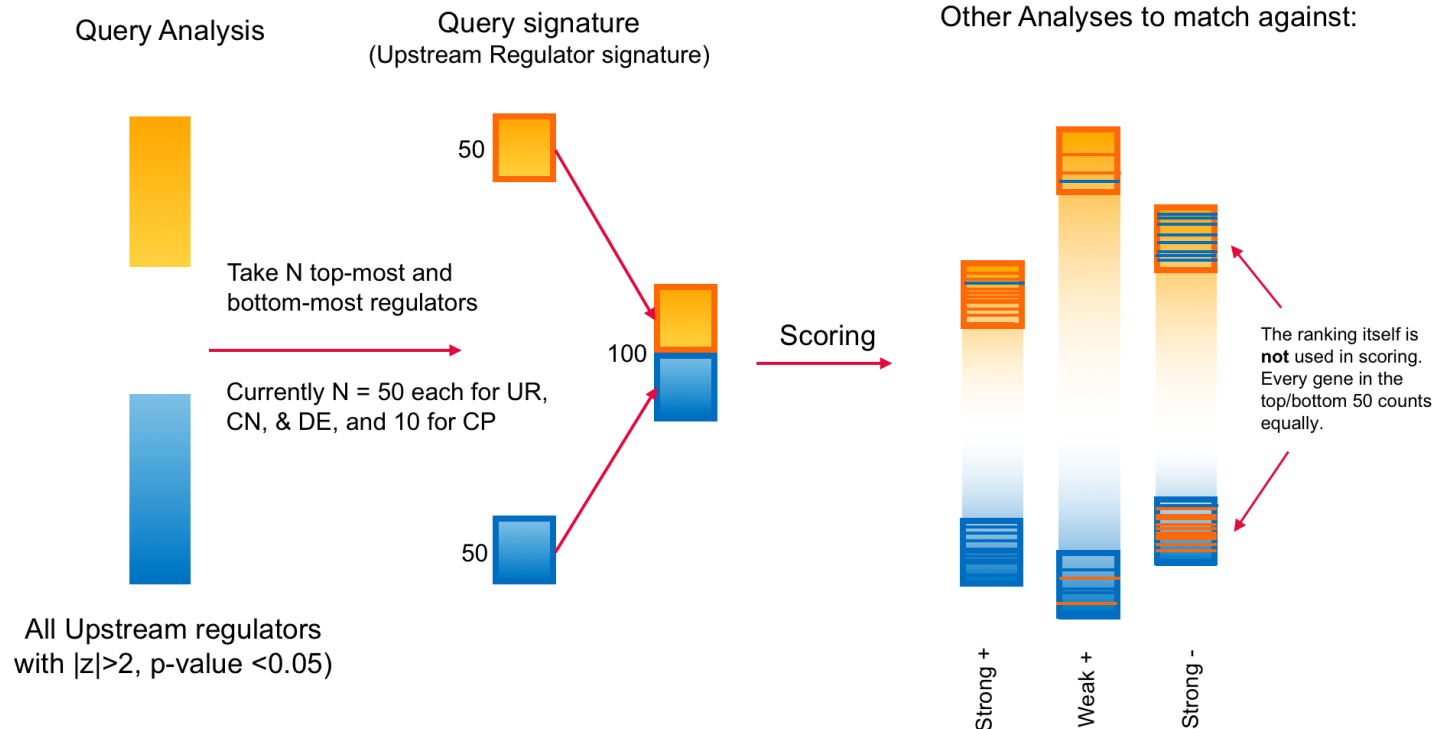 Query Analysis
Query signature
(Upstream Regulator signature)
Other Analyses to match against:
50
Take N top-most and
bottom-most regulators
100
Scoring
Currently N = 50 each for UR,
CN, & DE, and 10 for CP
The ranking itself is
not used in scoring.
Every gene in the
top/bottom 50 counts
equally.
50
All Upstream regulators
with |z|>2, p-value <0.05)
Strong +
Weak +
Strong -